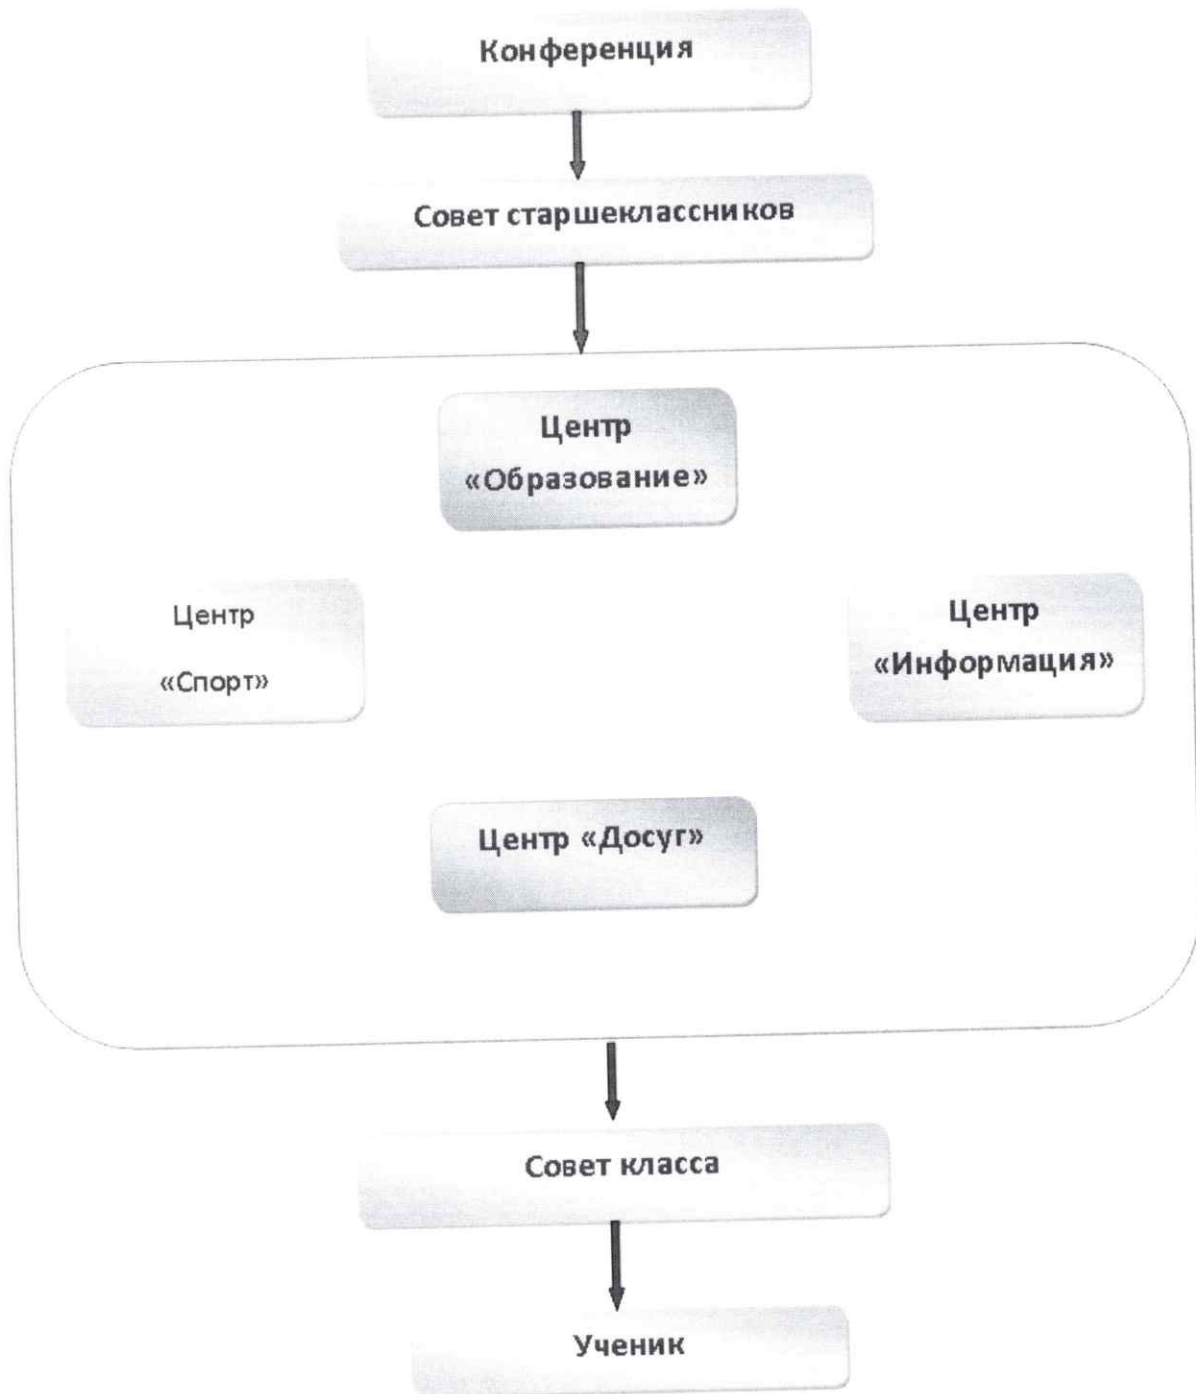 Конференция
Совет старшеклассников
Центр
«Образование»
Центр
«Спорт»
Центр
«Информация»
Центр «Досуг»
Совет класса
Ученик